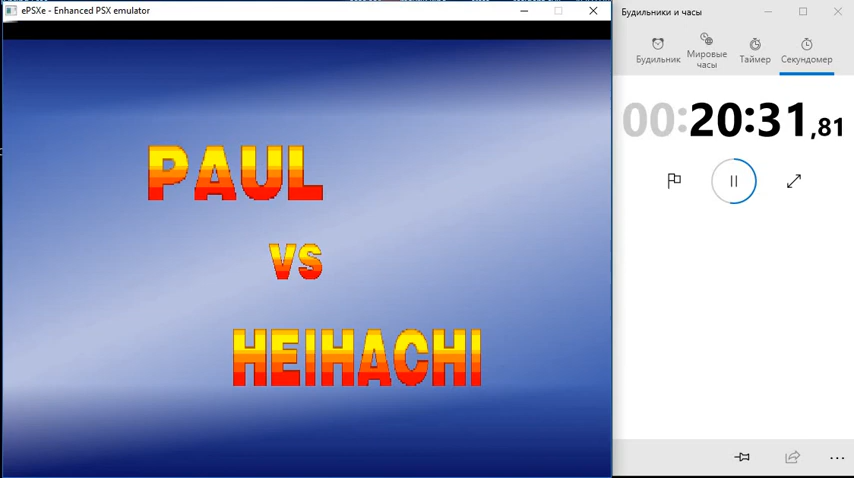 ePSXe - Enhanced PSX emulator
PAUL
VS
HEIHACHI
Будильники и часы
Будильник
Мировые
часы
Таймер
Секундомер
00:20:31,81